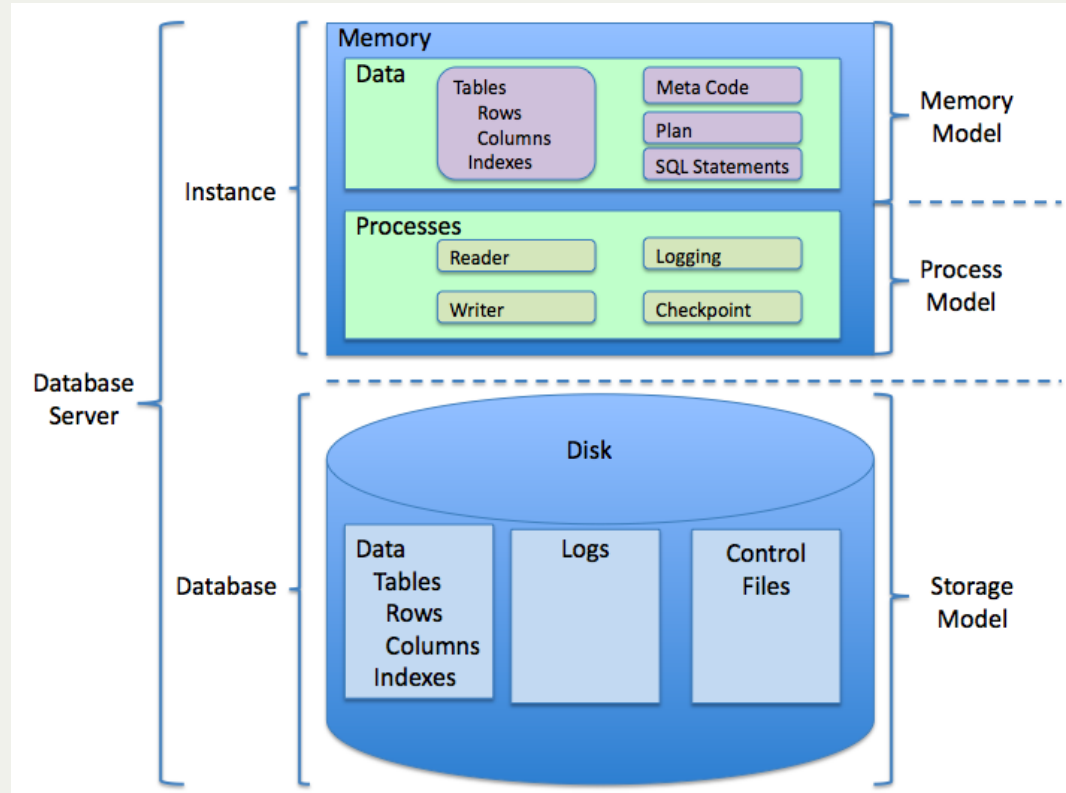 Memory
Data
Tables
Rows
Columns
Indexes
Meta Code
Plan
SQL Statements
Memory
Model
Instance
Processes
Reader
Logging
Writer
Checkpoint
Process
Model
Database
Server
Disk
Data
Tables
Rows
Columns
Indexes
Logs
Control
Files
Database
Storage
Model